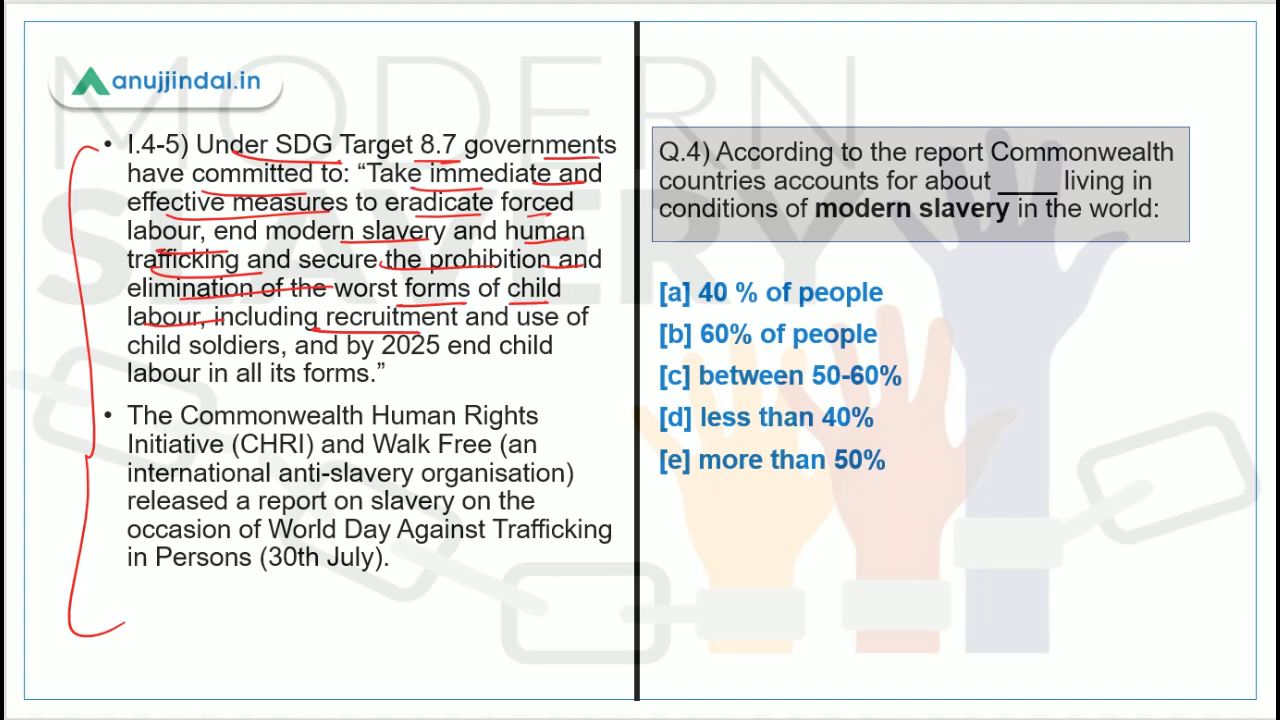 MODERN
SLAVERY
anujjindal.in
• I.4-5) Under SDG Target 8.7 governments
have committed to: “Take immediate and
effective measures to eradicate forced
labour, end modern slavery and human
trafficking and secure the prohibition and
elimination of the worst forms of child
labour, including recruitment and use of
child soldiers, and by 2025 end child
labour in all its forms.”
• The Commonwealth Human Rights
Initiative (CHRI) and Walk Free (an
international anti-slavery organisation)
released a report on slavery on the
occasion of World Day Against Trafficking
in Persons (30th July).
Q.4) According to the report Commonwealth
countries accounts for about ____ living in
conditions of modern slavery in the world:
[a] 40 % of people
[b] 60% of people
[c] between 50-60%
[d] less than 40%
[e] more than 50%